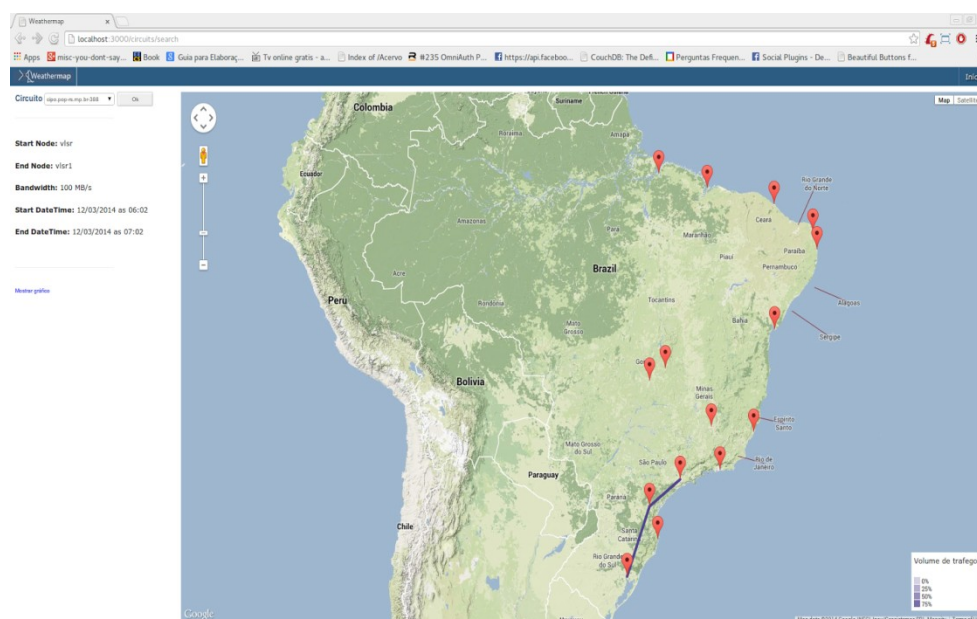 Weathermap
localhost:3000/circuits/search
Apps misc-you-dont-say... Book Guia para Elaboraç... Tv online gratis - a... Index of /Acervo #235 OmniAuth P... https://api.faceboo... CouchDB: The Defi... Perguntas Frequen... Social Plugins - De... Beautiful Buttons f...
Weathermap
Circuito
Ok
Start Node: vlsr
End Node: vlsr1
Bandwidth: 100 MB/s
Start DateTime: 12/03/2014 as 06:02
End DateTime: 12/03/2014 as 07:02
Mostrar gráfico
Map Satellite
Colombia
Suriname
Roraima
Amapá
Ecuador
Rio Grande do Norte
Amazonas
Pará
Maranhão
Ceara
Paraíba
Piauí
Pernambuco
Acre
Brazil
Rondônia
Tocantins
Alagoas
Peru
Mato Grosso
Bahia
Sergipe
Bolivia
Minas Gerais
Espírito Santo
Mato Grosso do Sul
São Paulo
Rio de Janeiro
Paraguay
Paraná
Chile
Santa Catarina
Rio Grande do Sul
Volume de trafego
0%
25%
50%
75%
Google